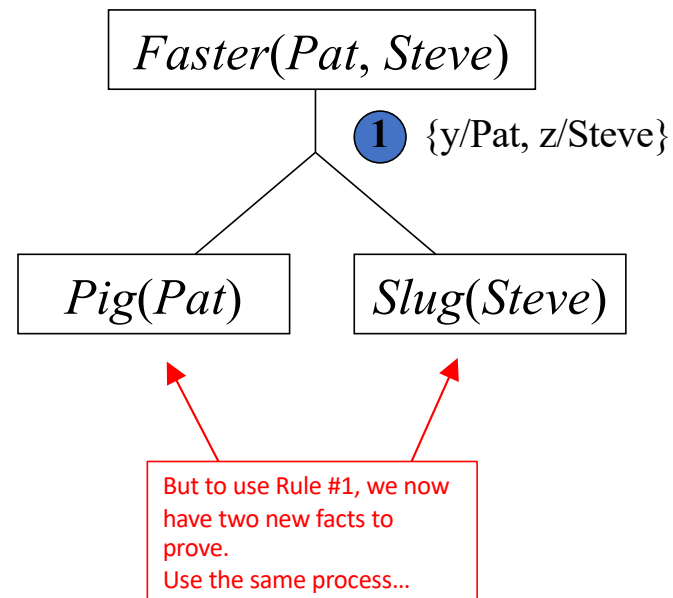 Faster(Pat, Steve)
1 {y/Pat, z/Steve}
Pig(Pat)
Slug(Steve)
But to use Rule #1, we now
have two new facts to
prove.
Use the same process...